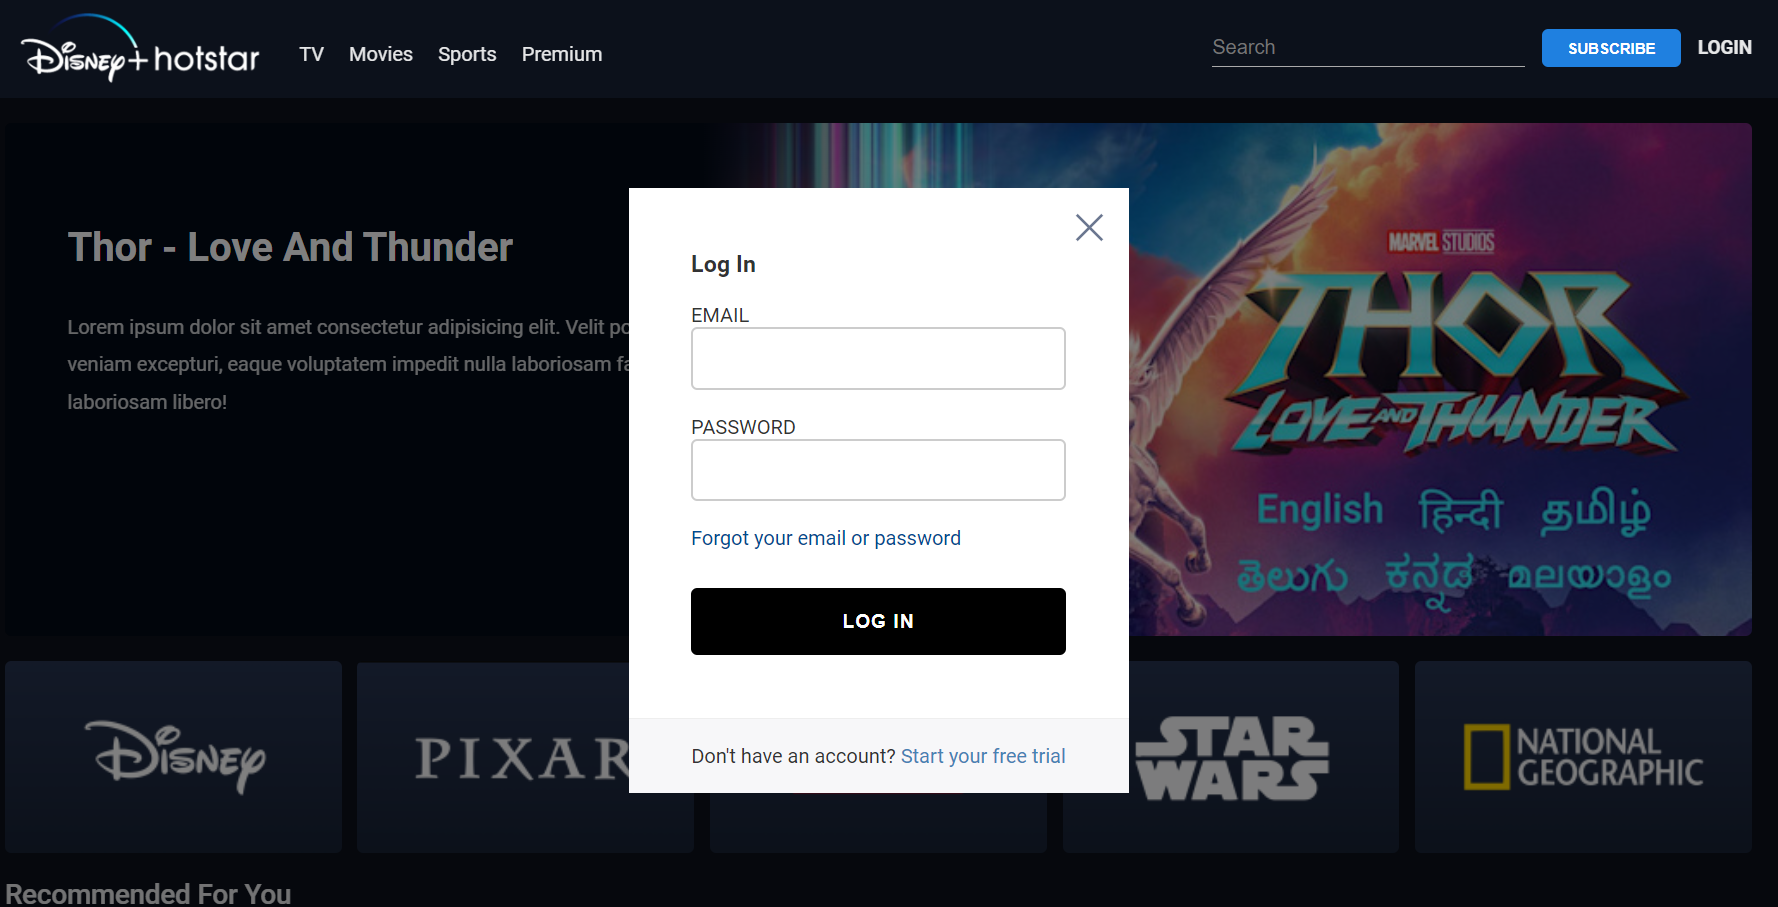 Disney+ hotstar
TV Movies Sports Premium
Search
SUBSCRIBE
LOGIN
Thor - Love And Thunder
Lorem ipsum dolor sit amet consectetur adipisicing elit. Velit
veniam excepturi, eaque voluptatem impedit nulla laboriosam
laboriosam libero!
Log In
EMAIL
PASSWORD
Forgot your email or password
LOG IN
Don't have an account? Start your free trial
MARVEL STUDIOS
THOR
LOVE AND THUNDER
English हिन्दी தமிழ்
తెలుగు ಕನ್ನಡ മലയാളം
Disney
PIXAR
STAR
WARS
NATIONAL
GEOGRAPHIC
Recommended For You